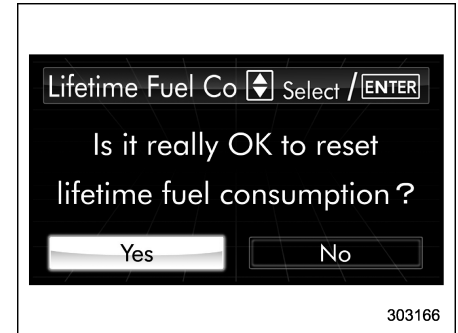 Lifetime Fuel Co Select / ENTER
Is it really OK to reset
lifetime fuel consumption ?
Yes No
303166